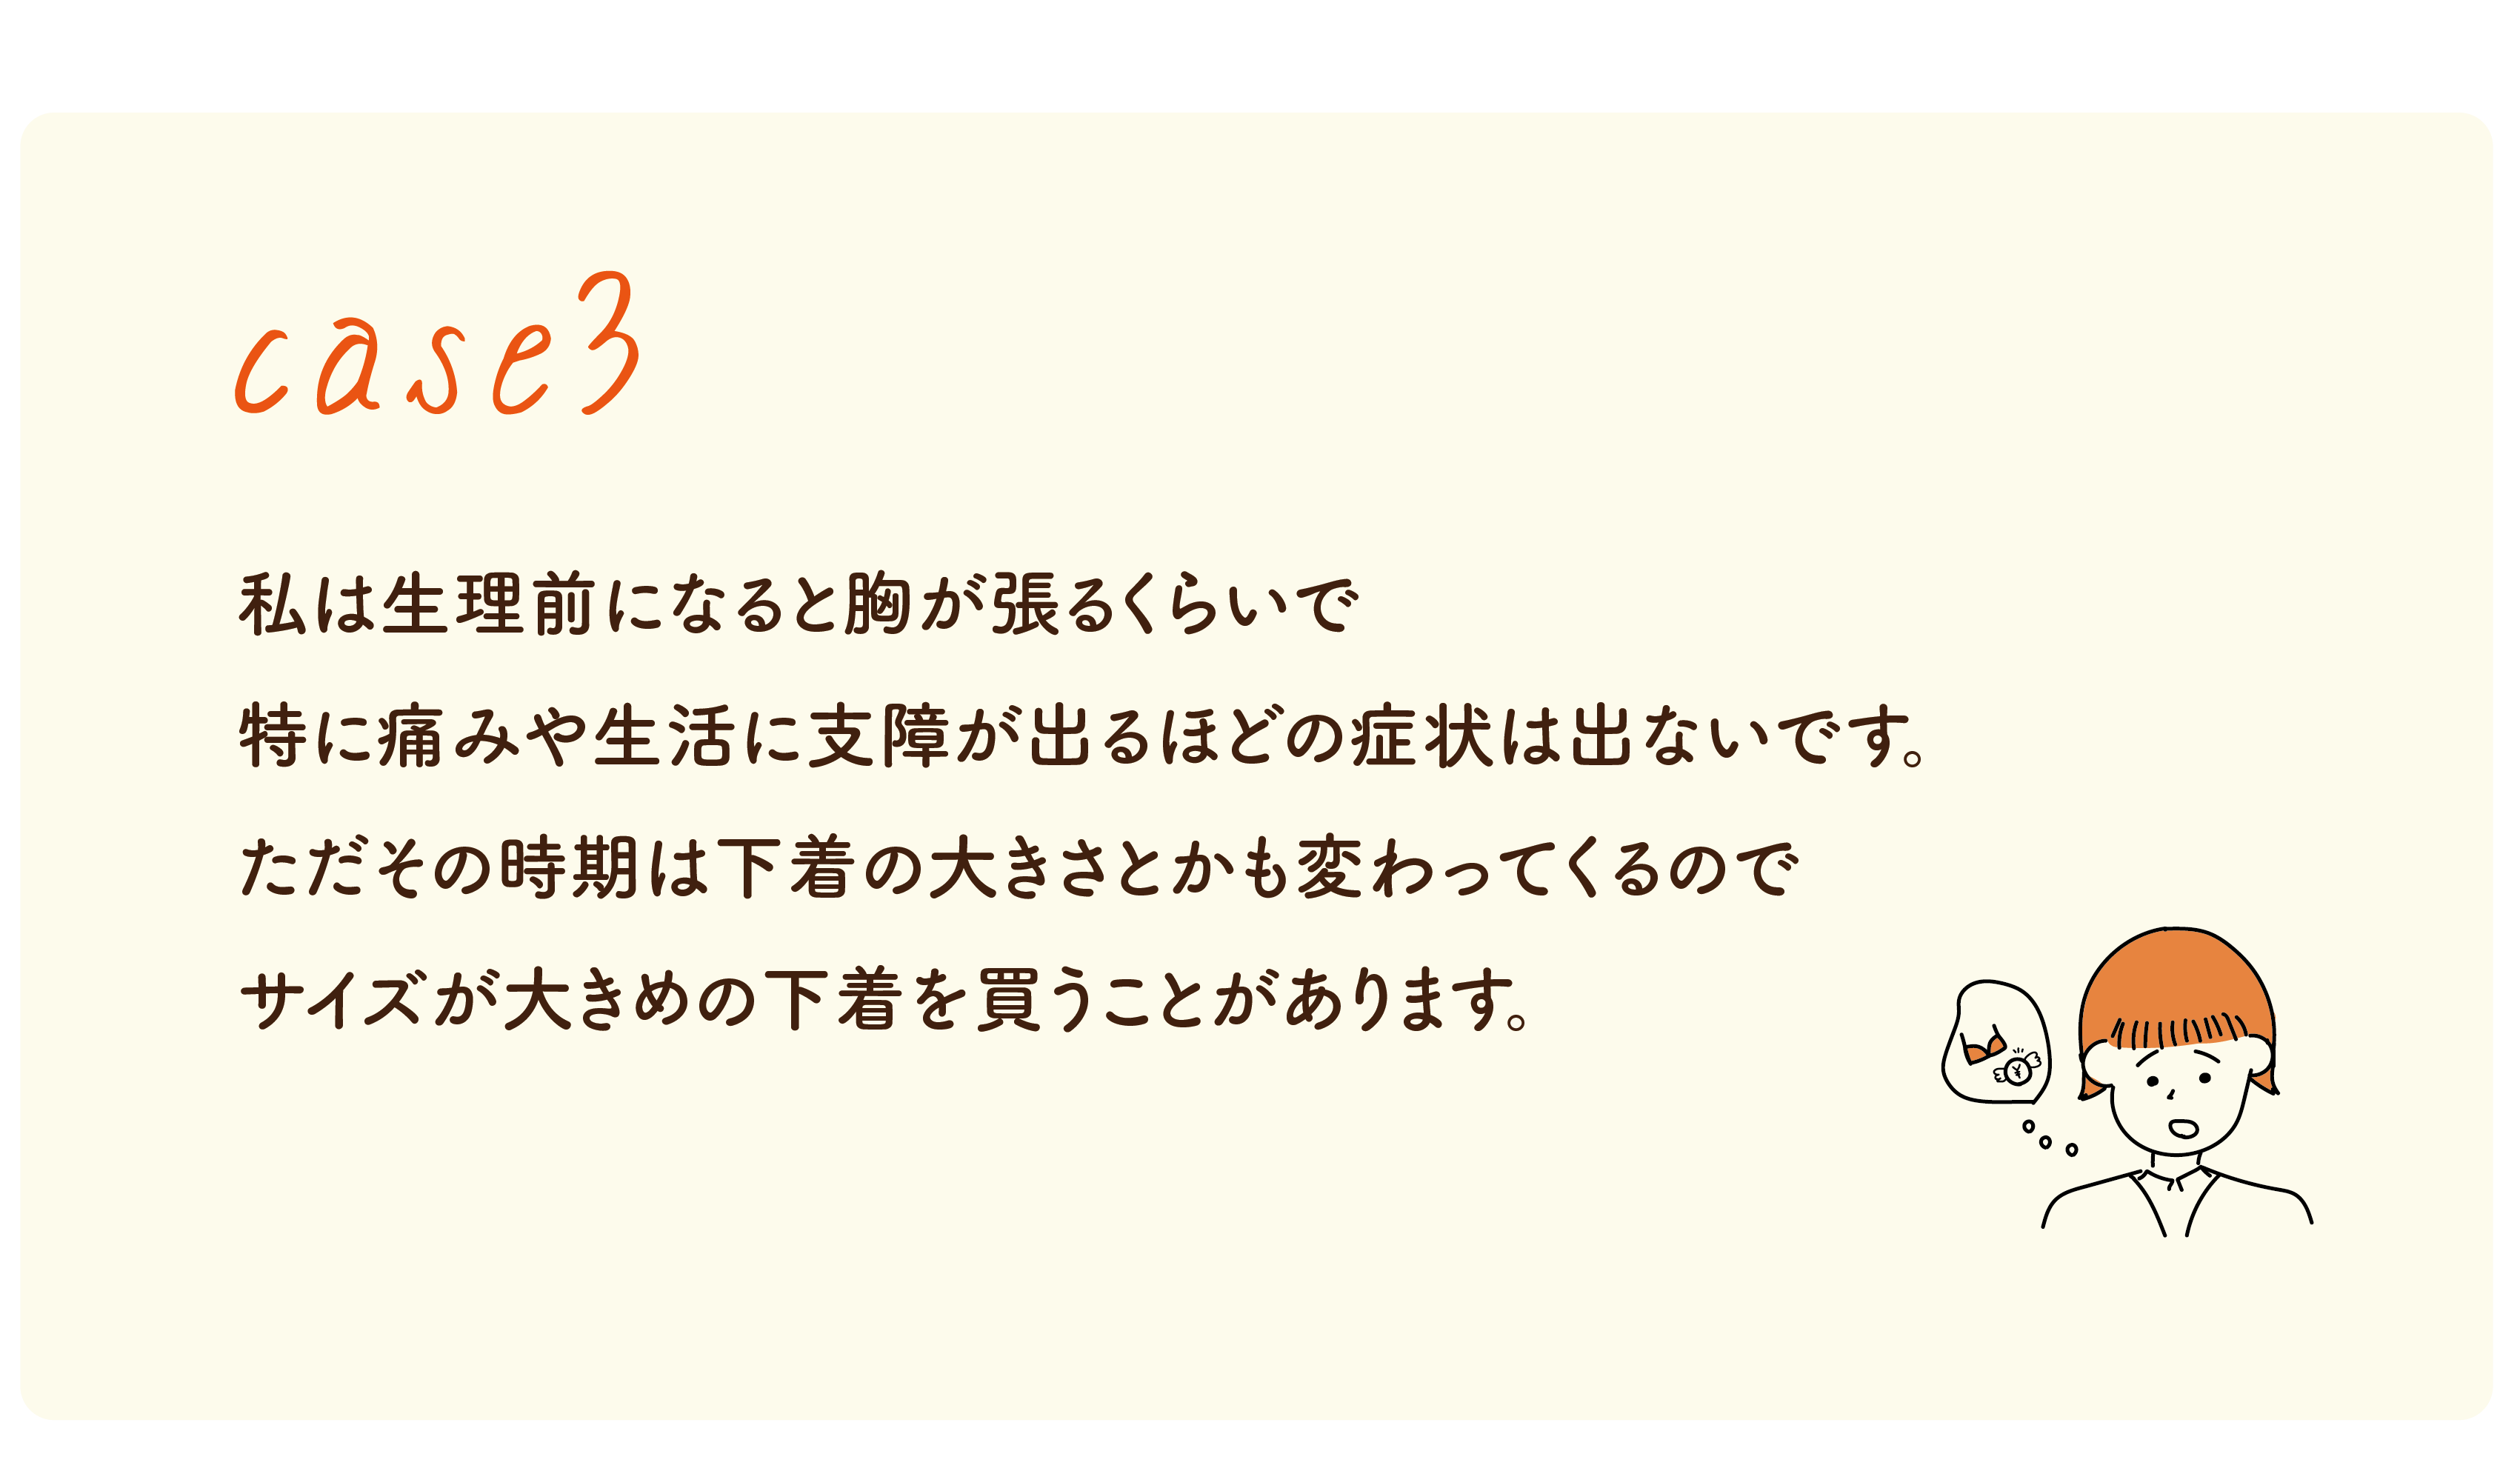 case3
私は生理前になると胸が張るくらいで
特に痛みや生活に支障が出るほどの症状は出ないです。
ただその時期は下着の大きさとかも変わってくるので
サイズが大きめの下着を買うことがあります。
¥